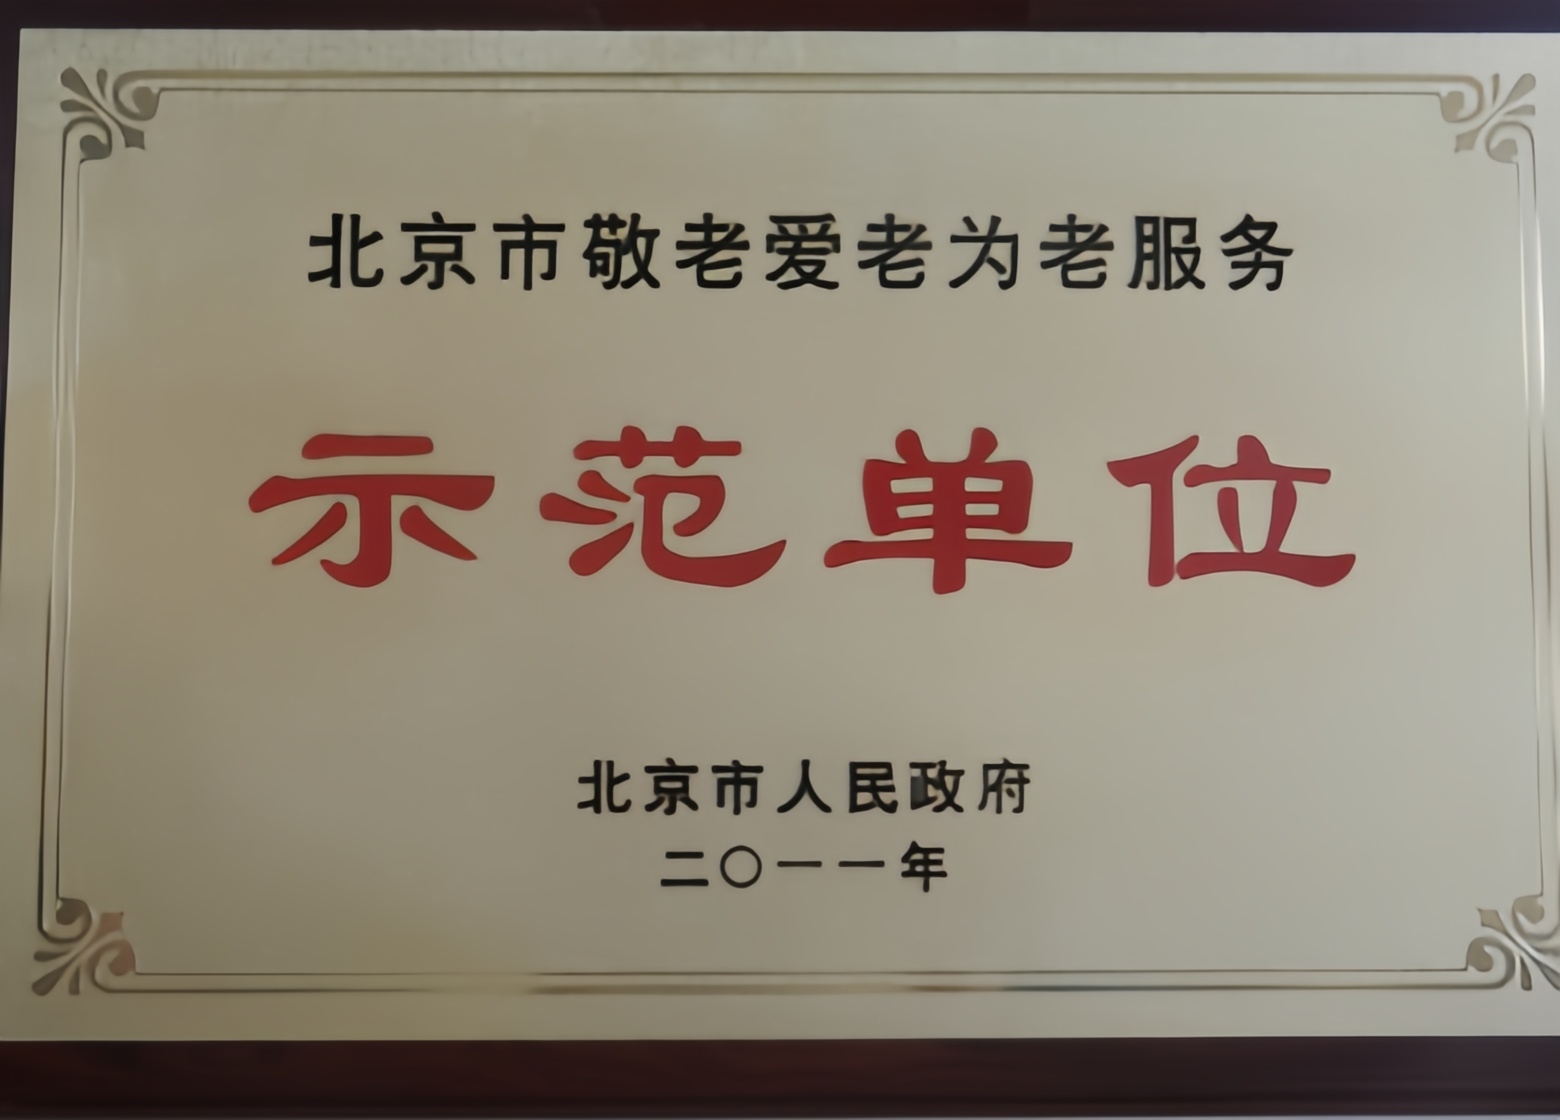 北京市敬老爱老为老服务
示范单位
北京市人民政府
二〇一一年